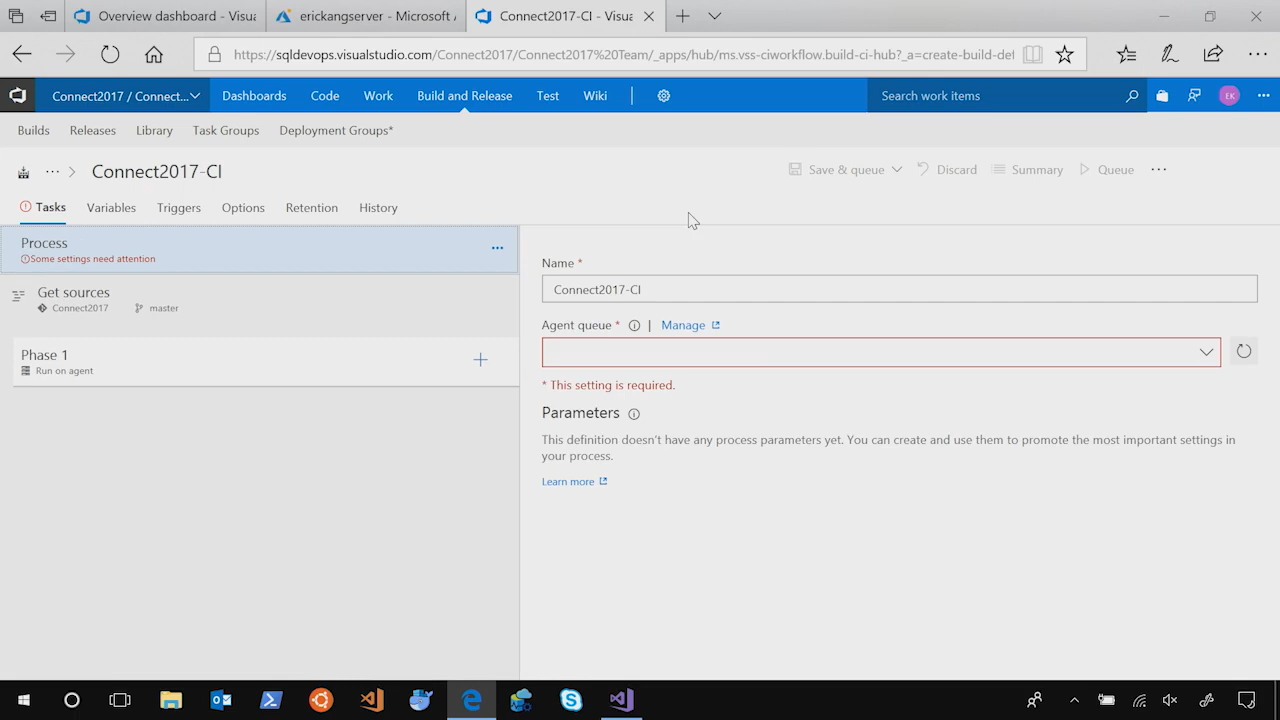 Overview dashboard - Visua
erickangserver - Microsoft A
Connect2017-CI - Visua
https://sqldevops.visualstudio.com/Connect2017/Connect2017%20Team/_apps/hub/ms.vss-ciworkflow.build-ci-hub?_a=create-build-def
Connect2017 / Connect...
Dashboards
Code
Work
Build and Release
Test
Wiki
Search work items
EK
Builds
Releases
Library
Task Groups
Deployment Groups*
... > Connect2017-CI
Save & queue
Discard
Summary
Queue
Tasks
Variables
Triggers
Options
Retention
History
Process
Some settings need attention
Get sources
Connect2017
master
Phase 1
Run on agent
Name *
Connect2017-CI
Agent queue * | Manage
* This setting is required.
Parameters
This definition doesn't have any process parameters yet. You can create and use them to promote the most important settings in
your process.
Learn more